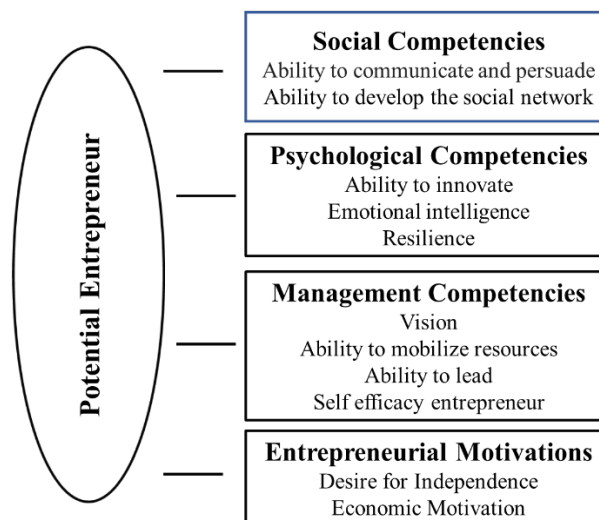 Potential Entrepreneur
Social Competencies
Ability to communicate and persuade
Ability to develop the social network
Psychological Competencies
Ability to innovate
Emotional intelligence
Resilience
Management Competencies
Vision
Ability to mobilize resources
Ability to lead
Self efficacy entrepreneur
Entrepreneurial Motivations
Desire for Independence
Economic Motivation